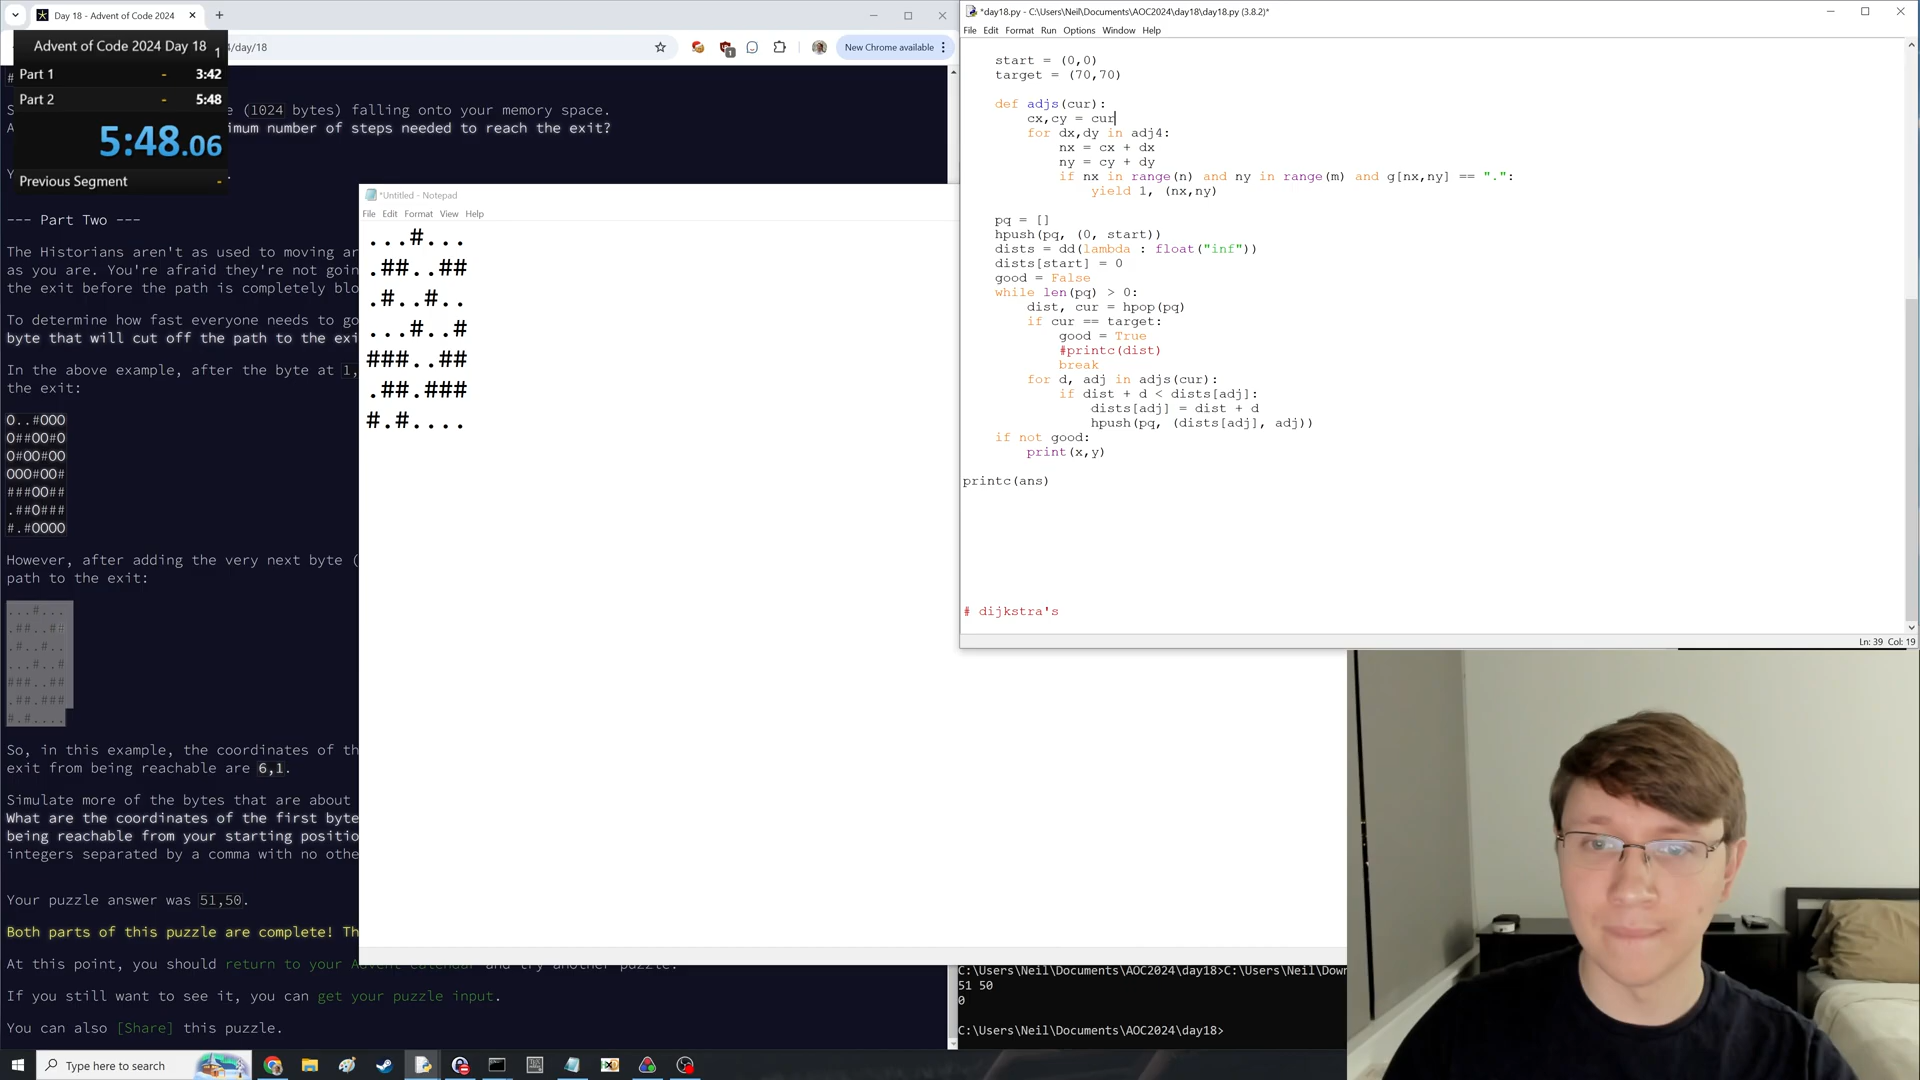 Day 18 - Advent of Code 2024
4/day/18
New Chrome available
1
Advent of Code 2024 Day 18
1
Part 1 - 3:42
Part 2 - 5:48
5:48.06
Previous Segment -
#
S
e (1024 bytes) falling onto your memory space.
A
imum number of steps needed to reach the exit?
Y
--- Part Two ---
The Historians aren't as used to moving ar
as you are. You're afraid they're not goin
the exit before the path is completely blo
To determine how fast everyone needs to go
byte that will cut off the path to the exi
In the above example, after the byte at 1,
the exit:
O..#OOO
O##OO#O
O#OO#OO
OOO#OO#
###OO##
.##O###
#.#OOOO
However, after adding the very next byte (
path to the exit:
...#...
.##..##
.#..#..
...#..#
###..##
.##.###
#.#....
So, in this example, the coordinates of th
exit from being reachable are 6,1.
Simulate more of the bytes that are about
What are the coordinates of the first byte
being reachable from your starting positio
integers separated by a comma with no othe
Your puzzle answer was 51,50.
Both parts of this puzzle are complete! Th
At this point, you should return to your Advent calendar and try another puzzle.
If you still want to see it, you can get your puzzle input.
You can also [Share] this puzzle.
*Untitled - Notepad
File Edit Format View Help
...#...
.##..##
.#..#..
...#..#
###..##
.##.###
#.#....
*day18.py - C:\Users\Neil\Documents\AOC2024\day18\day18.py (3.8.2)*
File Edit Format Run Options Window Help
start = (0,0)
target = (70,70)
def adjs(cur):
cx,cy = cur
for dx,dy in adj4:
nx = cx + dx
ny = cy + dy
if nx in range(n) and ny in range(m) and g[nx,ny] == ".":
yield 1, (nx,ny)
pq = []
hpush(pq, (0, start))
dists = dd(lambda : float("inf"))
dists[start] = 0
good = False
while len(pq) > 0:
dist, cur = hpop(pq)
if cur == target:
good = True
#printc(dist)
break
for d, adj in adjs(cur):
if dist + d < dists[adj]:
dists[adj] = dist + d
hpush(pq, (dists[adj], adj))
if not good:
print(x,y)
printc(ans)
# dijkstra's
Ln: 39 Col: 19
C:\Users\Neil\Documents\AOC2024\day18>C:\Users\Neil\Down
51 50
0
C:\Users\Neil\Documents\AOC2024\day18>
Type here to search